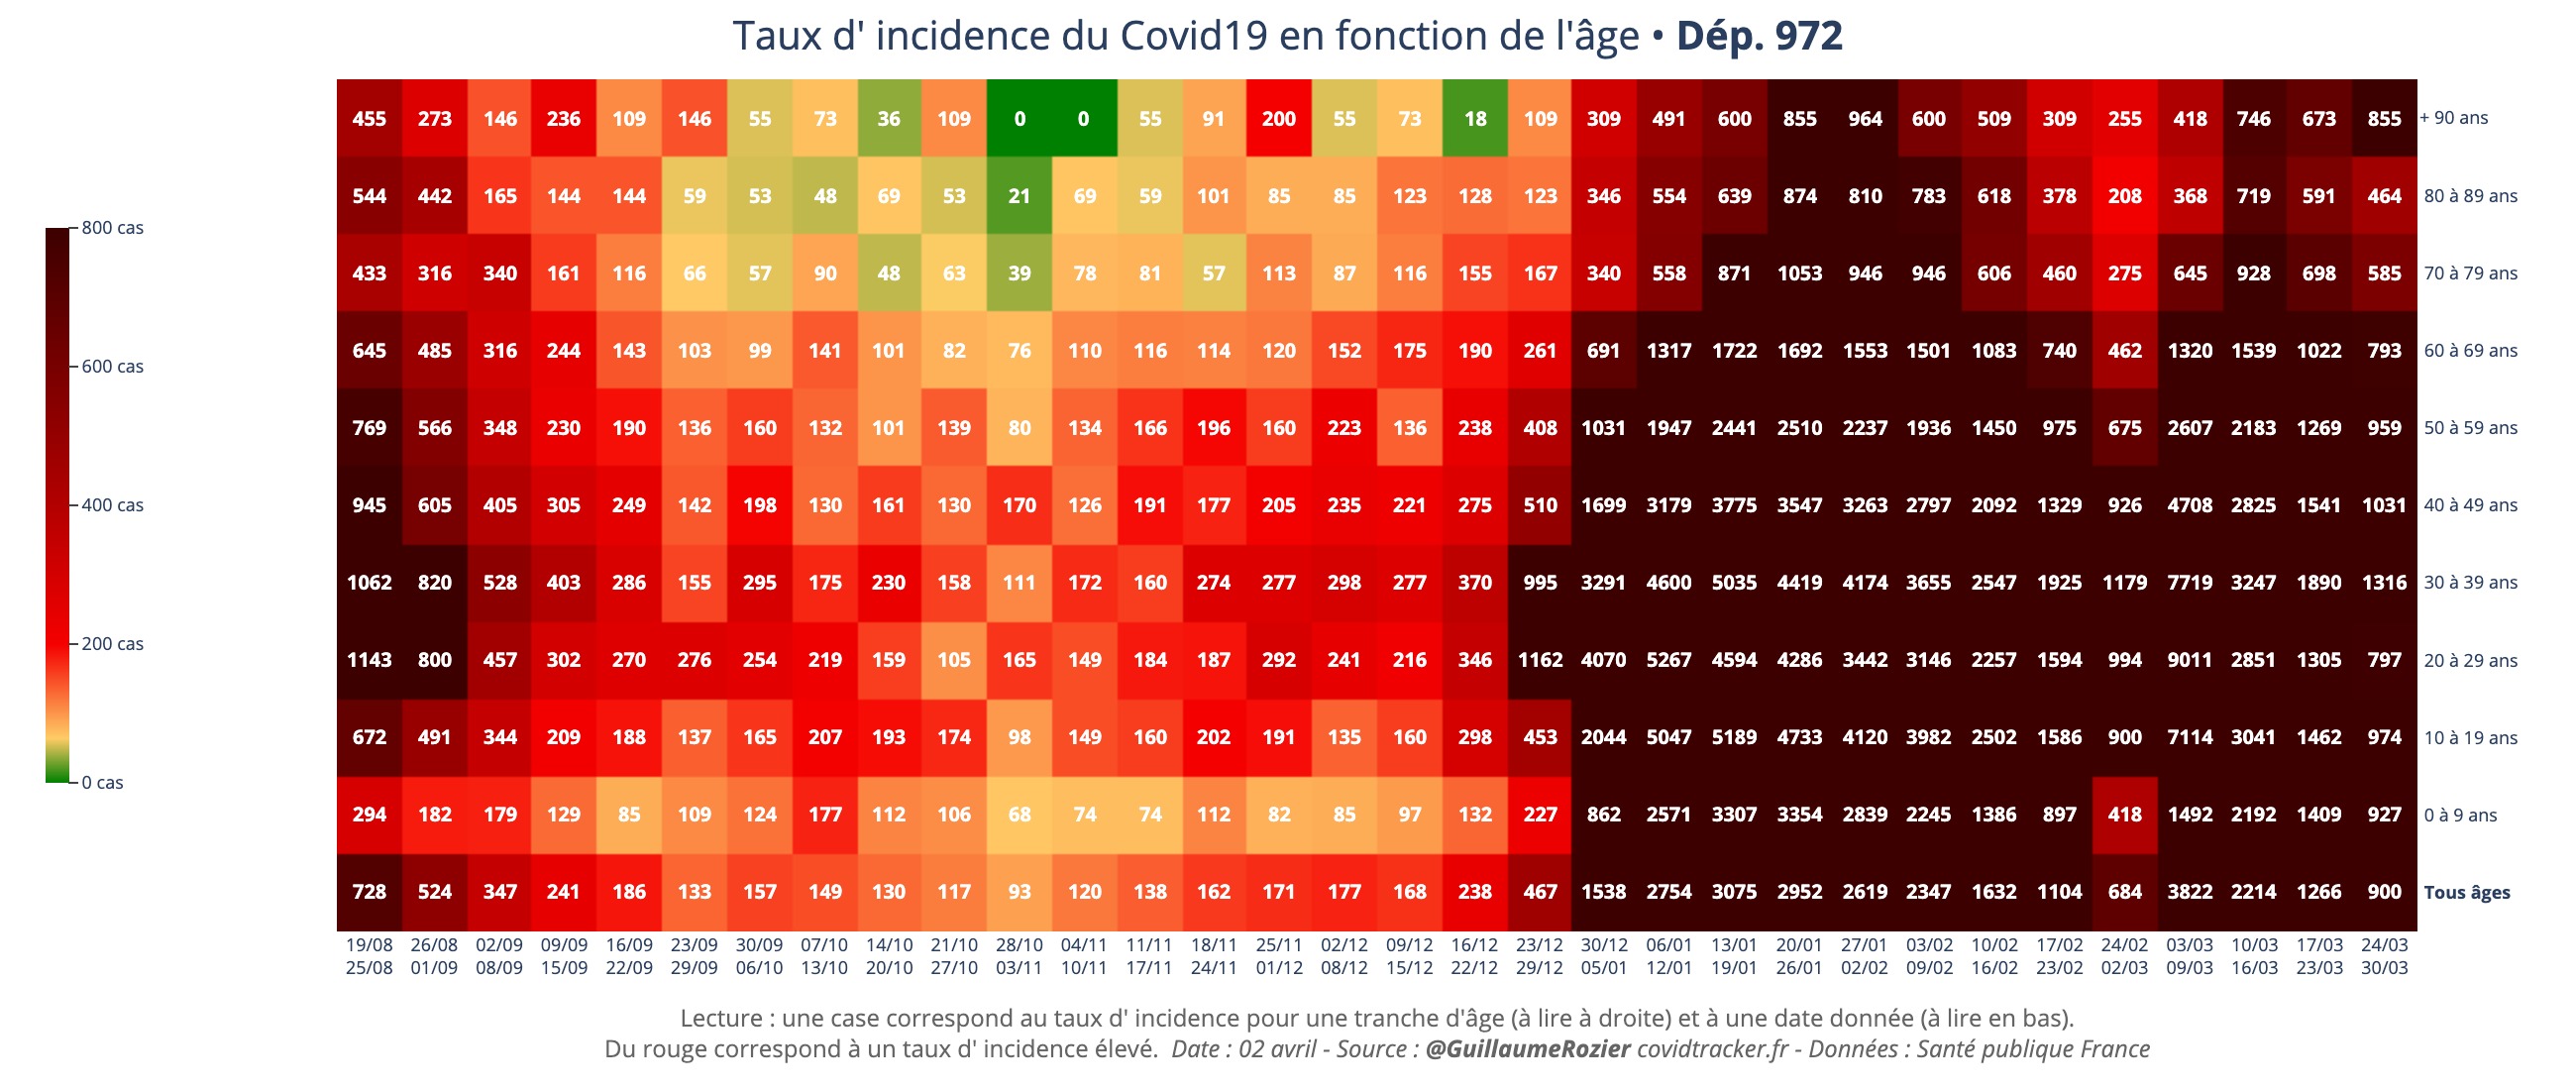 Taux d' incidence du Covid19 en fonction de l'âge • Dép. 972
455 273 146 236 109 146 55 73 36 109 0 0 55 91 200 55 73 18 109 309 491 600 855 964 600 509 309 255 418 746 673 855 + 90 ans
544 442 165 144 144 59 53 48 69 53 21 69 59 101 85 85 123 128 123 346 554 639 874 810 783 618 378 208 368 719 591 464 80 à 89 ans
800 cas
433 316 340 161 116 66 57 90 48 63 39 78 81 57 113 87 116 155 167 340 558 871 1053 946 946 606 460 275 645 928 698 585 70 à 79 ans
645 485 316 244 143 103 99 141 101 82 76 110 116 114 120 152 175 190 261 691 1317 1722 1692 1553 1501 1083 740 462 1320 1539 1022 793 60 à 69 ans
600 cas
769 566 348 230 190 136 160 132 101 139 80 134 166 196 160 223 136 238 408 1031 1947 2441 2510 2237 1936 1450 975 675 2607 2183 1269 959 50 à 59 ans
400 cas
945 605 405 305 249 142 198 130 161 130 170 126 191 177 205 235 221 275 510 1699 3179 3775 3547 3263 2797 2092 1329 926 4708 2825 1541 1031 40 à 49 ans
1062 820 528 403 286 155 295 175 230 158 111 172 160 274 277 298 277 370 995 3291 4600 5035 4419 4174 3655 2547 1925 1179 7719 3247 1890 1316 30 à 39 ans
200 cas
1143 800 457 302 270 276 254 219 159 105 165 149 184 187 292 241 216 346 1162 4070 5267 4594 4286 3442 3146 2257 1594 994 9011 2851 1305 797 20 à 29 ans
672 491 344 209 188 137 165 207 193 174 98 149 160 202 191 135 160 298 453 2044 5047 5189 4733 4120 3982 2502 1586 900 7114 3041 1462 974 10 à 19 ans
0 cas
294 182 179 129 85 109 124 177 112 106 68 74 74 112 82 85 97 132 227 862 2571 3307 3354 2839 2245 1386 897 418 1492 2192 1409 927 0 à 9 ans
728 524 347 241 186 133 157 149 130 117 93 120 138 162 171 177 168 238 467 1538 2754 3075 2952 2619 2347 1632 1104 684 3822 2214 1266 900 Tous âges
19/08 26/08 02/09 09/09 16/09 23/09 30/09 07/10 14/10 21/10 28/10 04/11 11/11 18/11 25/11 02/12 09/12 16/12 23/12 30/12 06/01 13/01 20/01 27/01 03/02 10/02 17/02 24/02 03/03 10/03 17/03 24/03
25/08 01/09 08/09 15/09 22/09 29/09 06/10 13/10 20/10 27/10 03/11 10/11 17/11 24/11 01/12 08/12 15/12 22/12 29/12 05/01 12/01 19/01 26/01 02/02 09/02 16/02 23/02 02/03 09/03 16/03 23/03 30/03
Lecture : une case correspond au taux d' incidence pour une tranche d'âge (à lire à droite) et à une date donnée (à lire en bas).
Du rouge correspond à un taux d' incidence élevé. Date : 02 avril - Source : @GuillaumeRozier covidtracker.fr - Données : Santé publique France